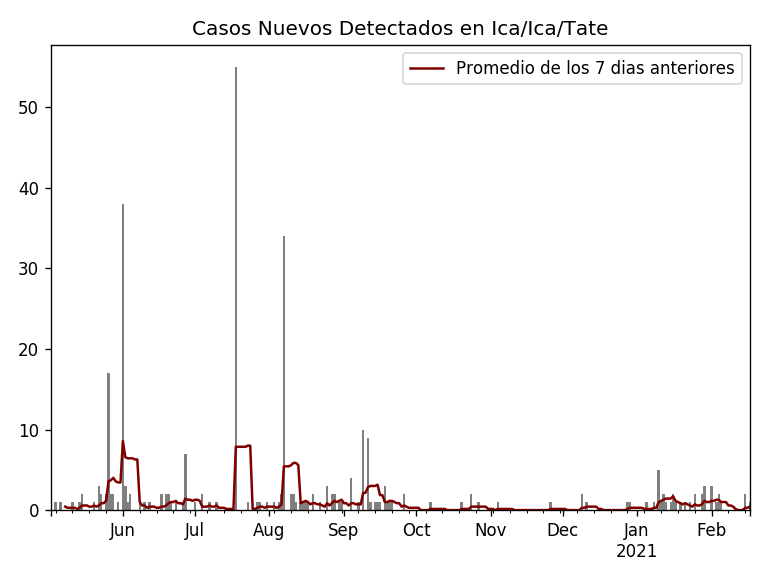 Casos Nuevos Detectados en Ica/Ica/Tate
Promedio de los 7 dias anteriores
50
40
30
20
10
0
Jun Jul Aug Sep Oct Nov Dec Jan Feb
2021